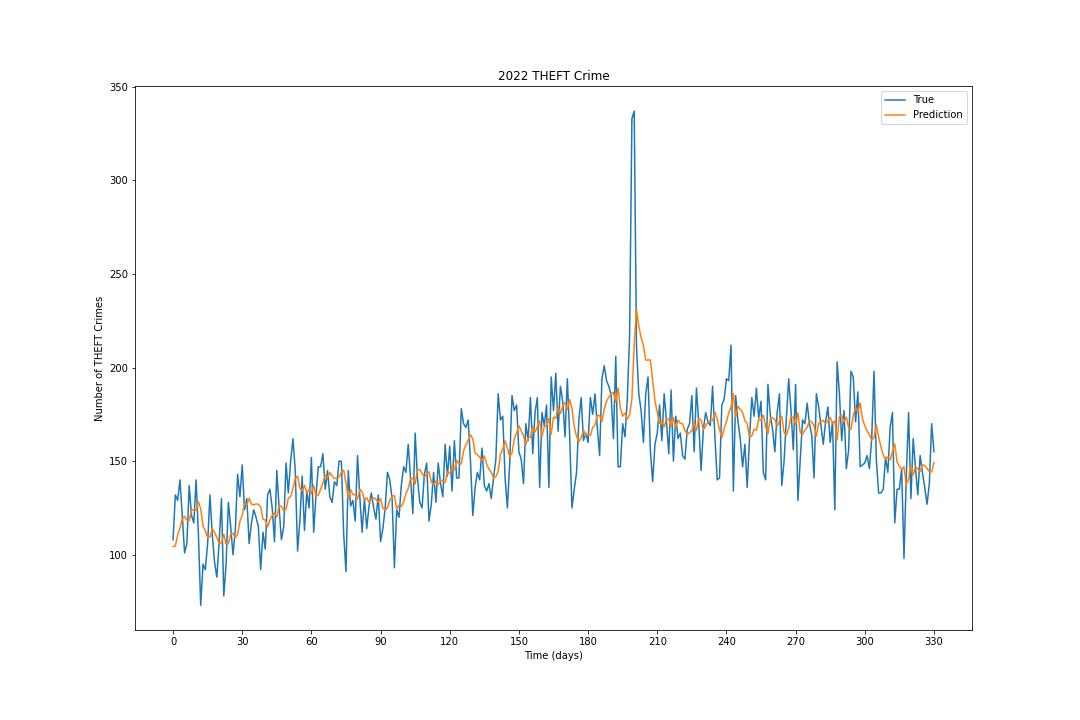 2022 THEFT Crime
True
Prediction
350
300
250
200
150
100
Number of THEFT Crimes
0 30 60 90 120 150 180 210 240 270 300 330
Time (days)